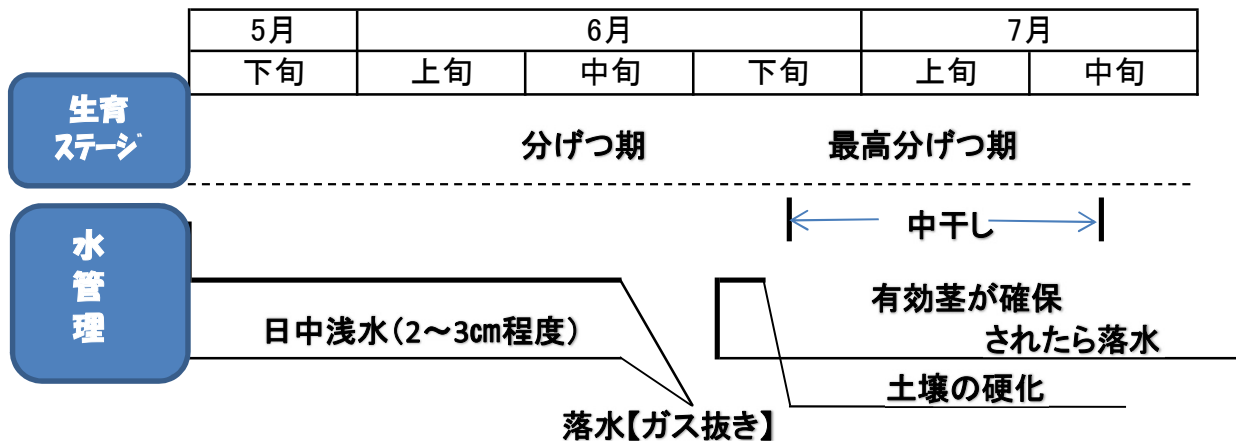 5月 6月 7月
下旬 上旬 中旬 下旬 上旬 中旬
生育
ステージ
分げつ期 最高分げつ期
中干し
水
管
理
日中浅水(2～3㎝程度)
有効茎が確保
されたら落水
土壌の硬化
落水【ガス抜き】